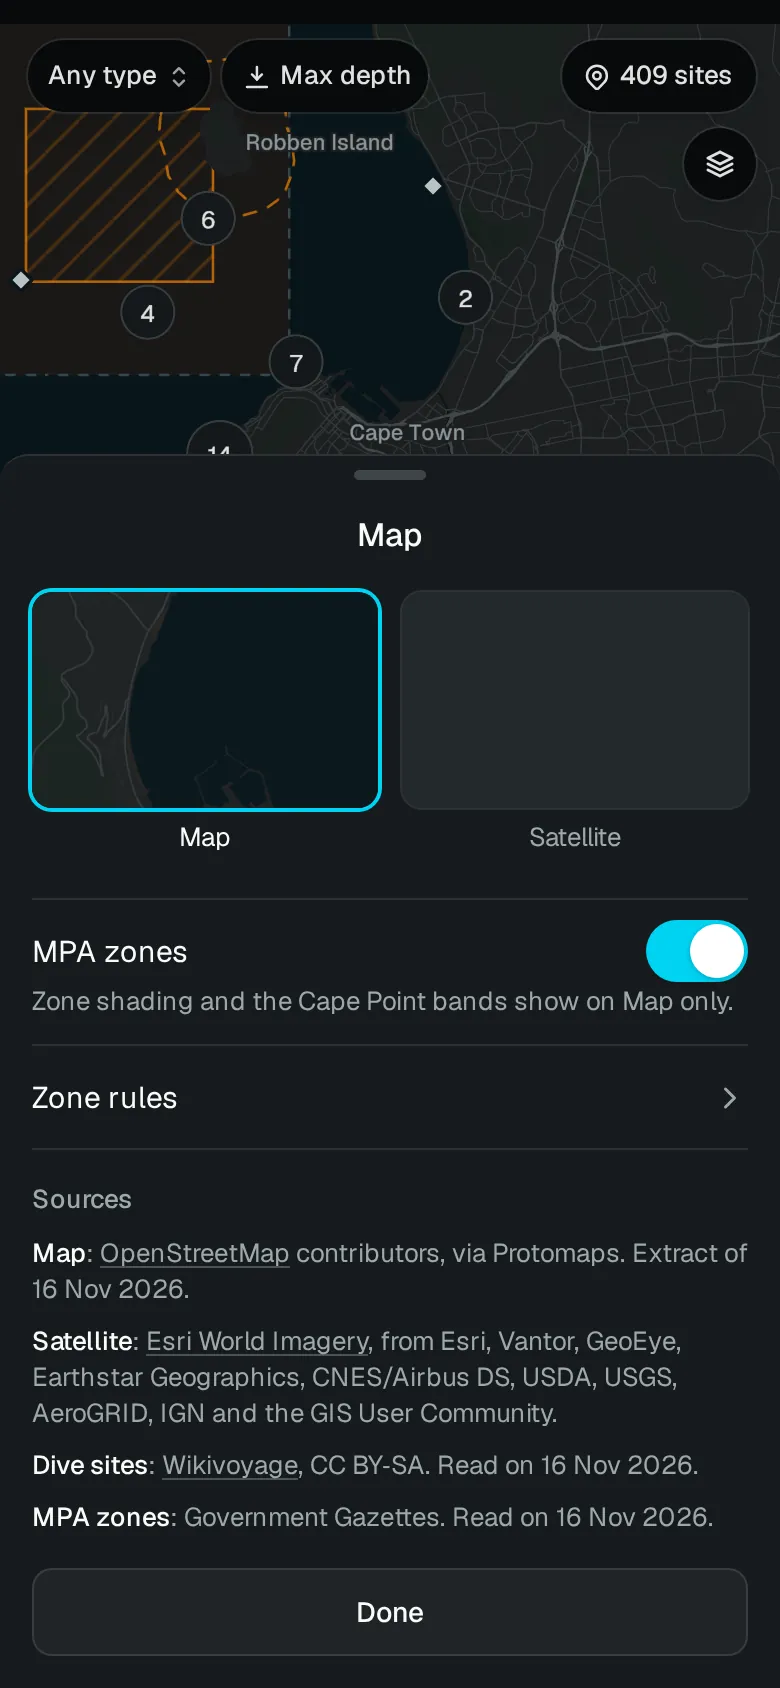 Any type
Max depth
409 sites
Robben Island
6
4
2
7
14
Cape Town
Map
Map
Satellite
MPA zones
Zone shading and the Cape Point bands show on Map only.
Zone rules
Sources
Map: OpenStreetMap contributors, via Protomaps. Extract of
16 Nov 2026.
Satellite: Esri World Imagery, from Esri, Vantor, GeoEye,
Earthstar Geographics, CNES/Airbus DS, USDA, USGS,
AeroGRID, IGN and the GIS User Community.
Dive sites: Wikivoyage, CC BY-SA. Read on 16 Nov 2026.
MPA zones: Government Gazettes. Read on 16 Nov 2026.
Done